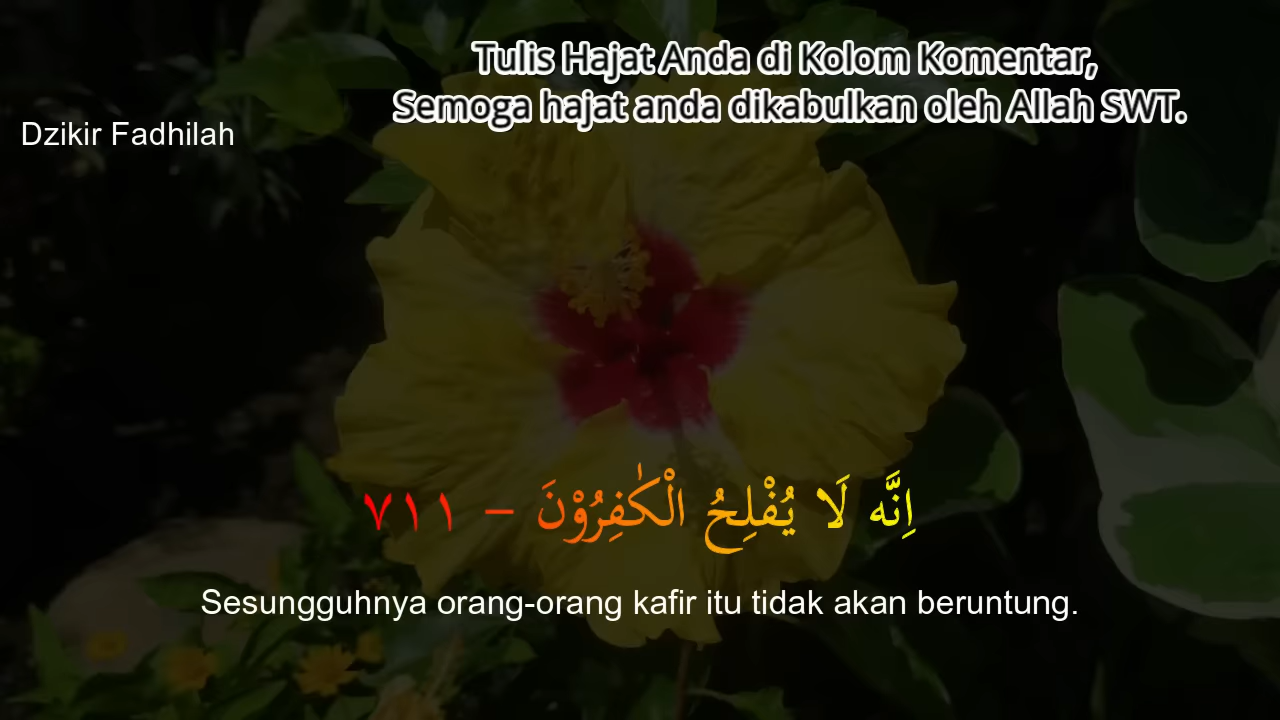 Tulis Hajat Anda di Kolom Komentar,
Semoga hajat anda dikabulkan oleh Allah SWT.
Dzikir Fadhilah
اِنَّه لَا يُفْلِحُ الْكٰفِرُوْنَ – ٧١١
Sesungguhnya orang-orang kafir itu tidak akan beruntung.